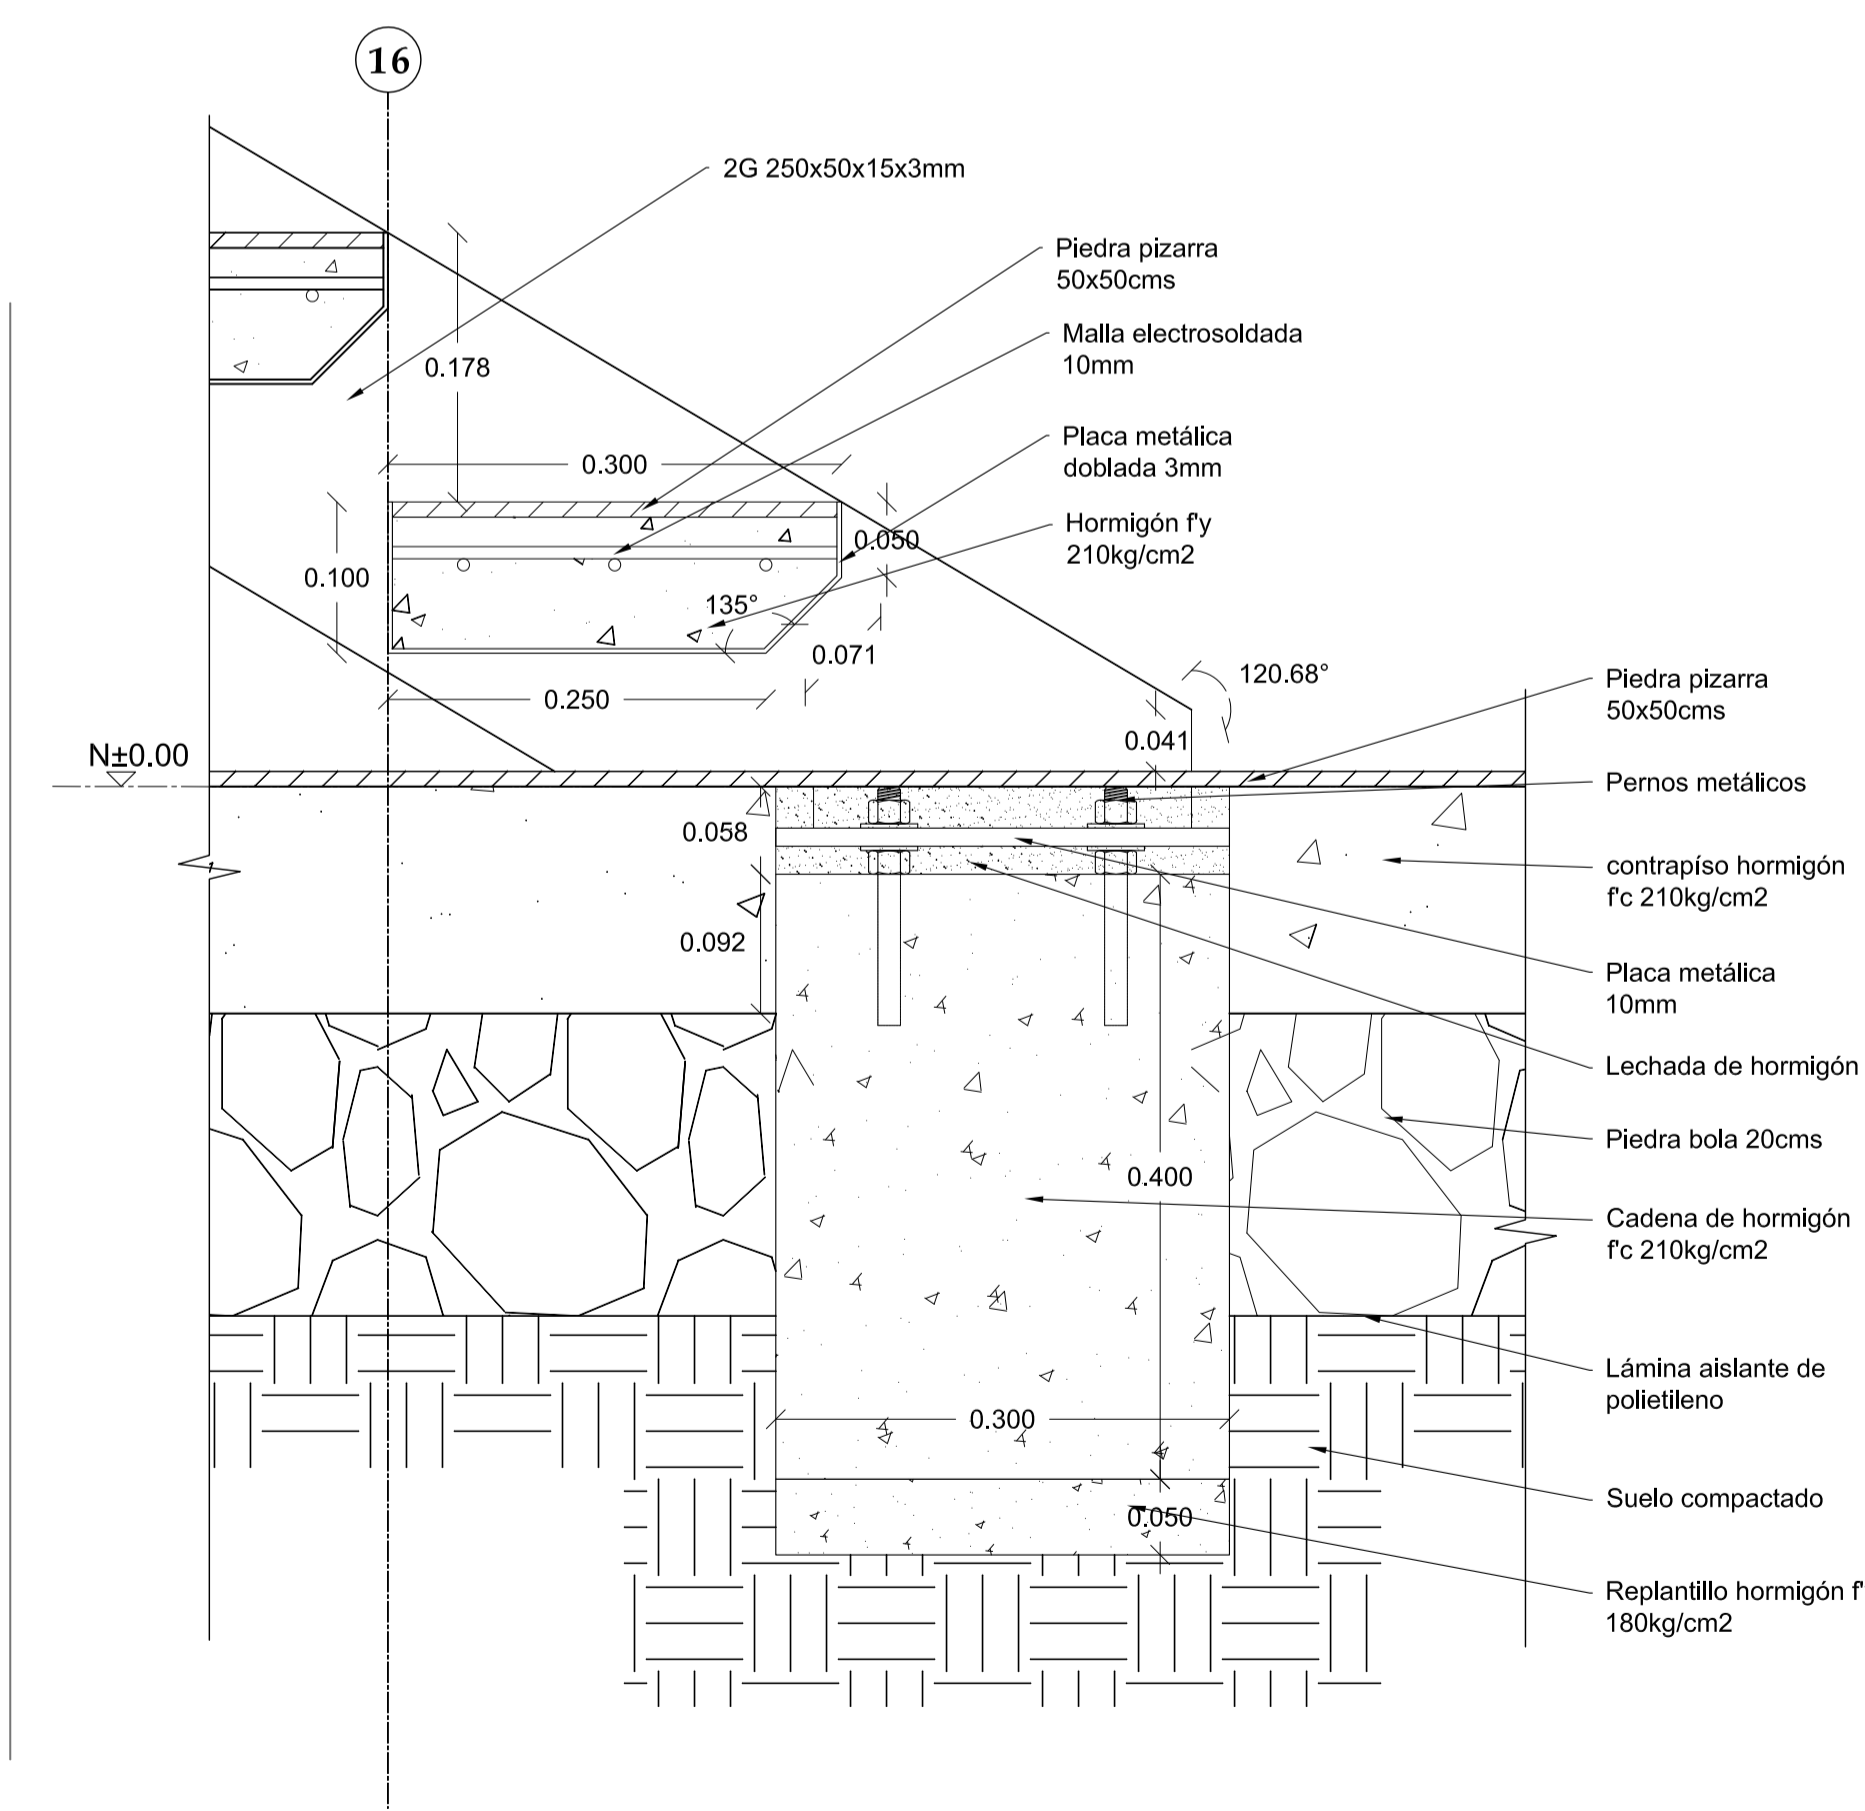 16
2G 250x50x15x3mm
Piedra pizarra
50x50cms
Malla electrosoldada
10mm
0.178
Placa metálica
doblada 3mm
0.300
Hormigón f'y
210kg/cm2
0.050
0.100
135°
0.071
0.250
120.68°
Piedra pizarra
50x50cms
0.041
N±0.00
Pernos metálicos
0.058
contrapíso hormigón
f'c 210kg/cm2
0.092
Placa metálica
10mm
Lechada de hormigón
Piedra bola 20cms
0.400
Cadena de hormigón
f'c 210kg/cm2
Lámina aislante de
polietileno
0.300
Suelo compactado
0.050
Replantillo hormigón f'
180kg/cm2